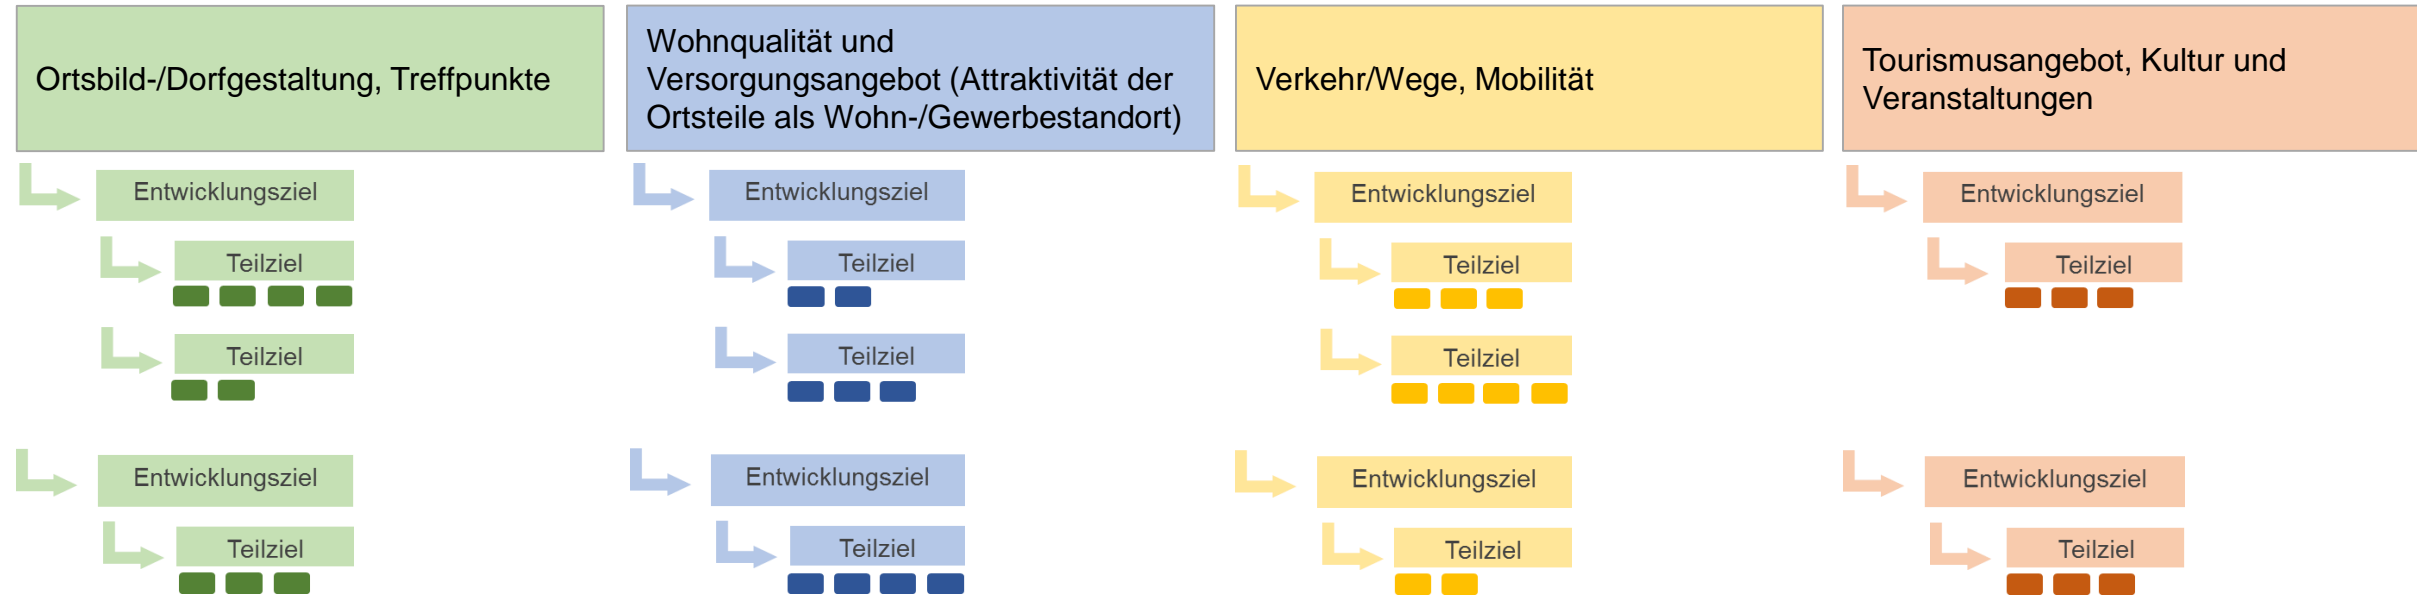 Ortsbild-/Dorfgestaltung, Treffpunkte
Wohnqualität und
Versorgungsangebot (Attraktivität der
Ortsteile als Wohn-/Gewerbestandort)
Verkehr/Wege, Mobilität
Tourismusangebot, Kultur und
Veranstaltungen
Entwicklungsziel
Entwicklungsziel
Entwicklungsziel
Entwicklungsziel
Teilziel
Teilziel
Teilziel
Teilziel
Teilziel
Teilziel
Teilziel
Entwicklungsziel
Entwicklungsziel
Entwicklungsziel
Entwicklungsziel
Teilziel
Teilziel
Teilziel
Teilziel